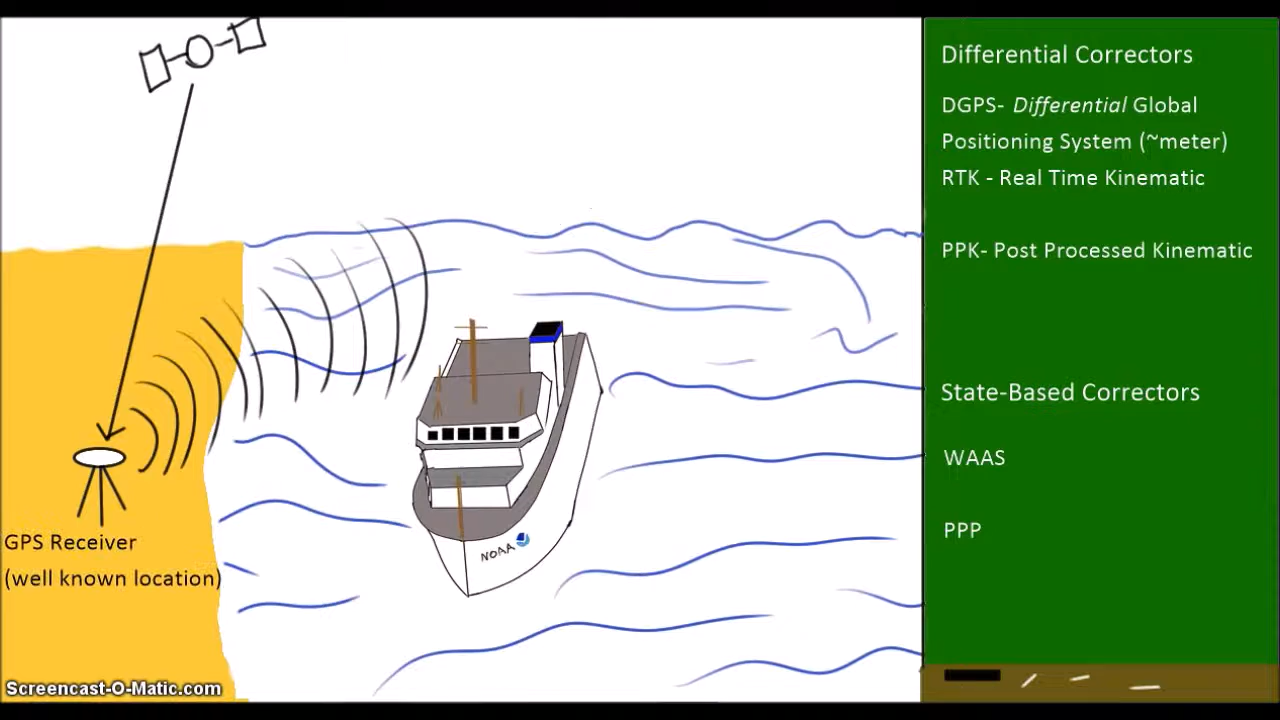 Differential Correctors
DGPS- Differential Global
Positioning System (~meter)
RTK - Real Time Kinematic
PPK- Post Processed Kinematic
State-Based Correctors
WAAS
PPP
NOAA
GPS Receiver
(well known location)
Screencast-O-Matic.com